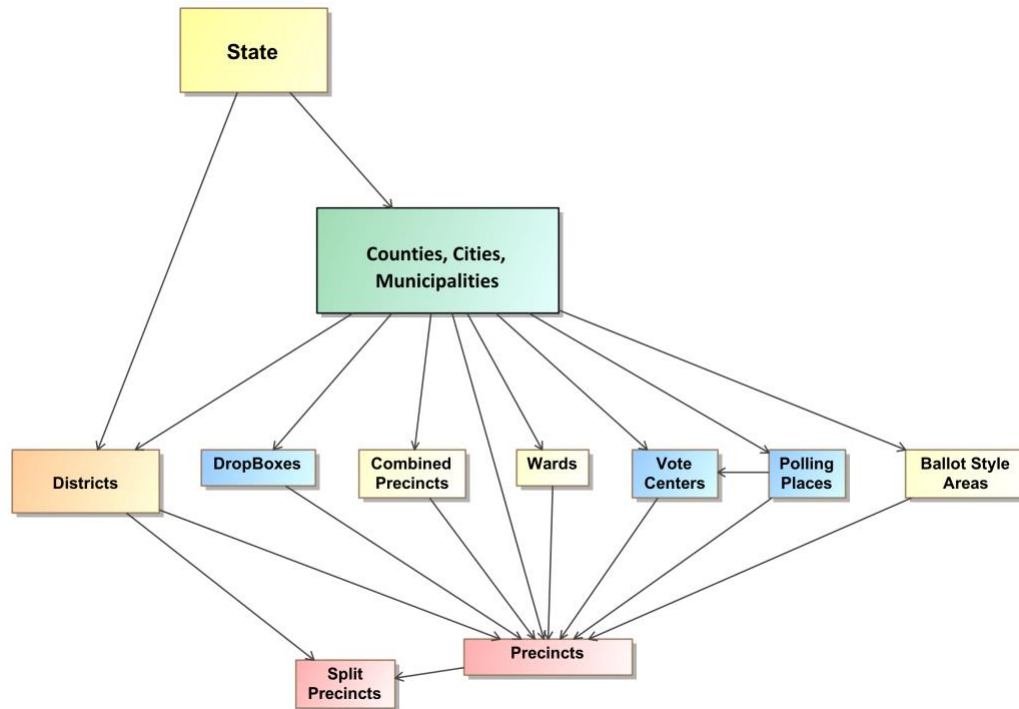 State
Counties, Cities,
Municipalities
Districts
DropBoxes
Combined
Precincts
Wards
Vote
Centers
Polling
Places
Ballot Style
Areas
Precincts
Split
Precincts